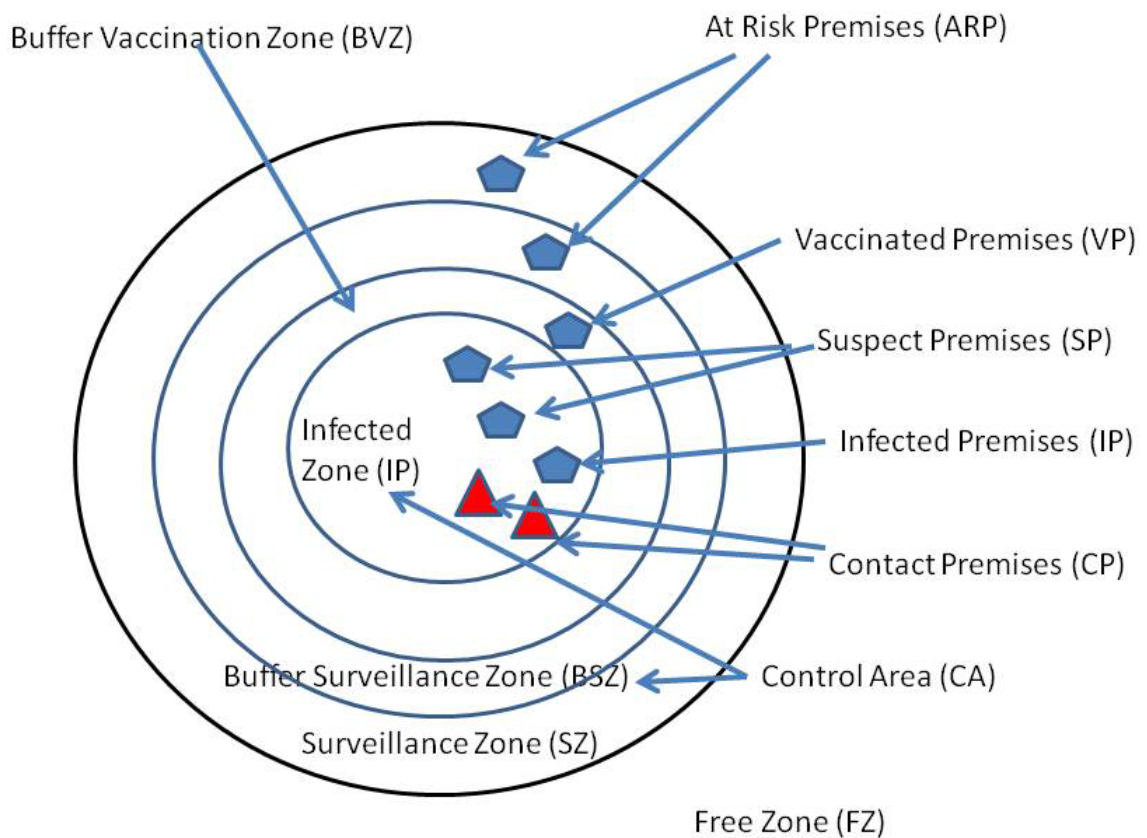 Buffer Vaccination Zone (BVZ)
At Risk Premises (ARP)
Vaccinated Premises (VP)
Suspect Premises (SP)
Infected
Zone (IP)
Infected Premises (IP)
Contact Premises (CP)
Buffer Surveillance Zone (BSZ)
Control Area (CA)
Surveillance Zone (SZ)
Free Zone (FZ)